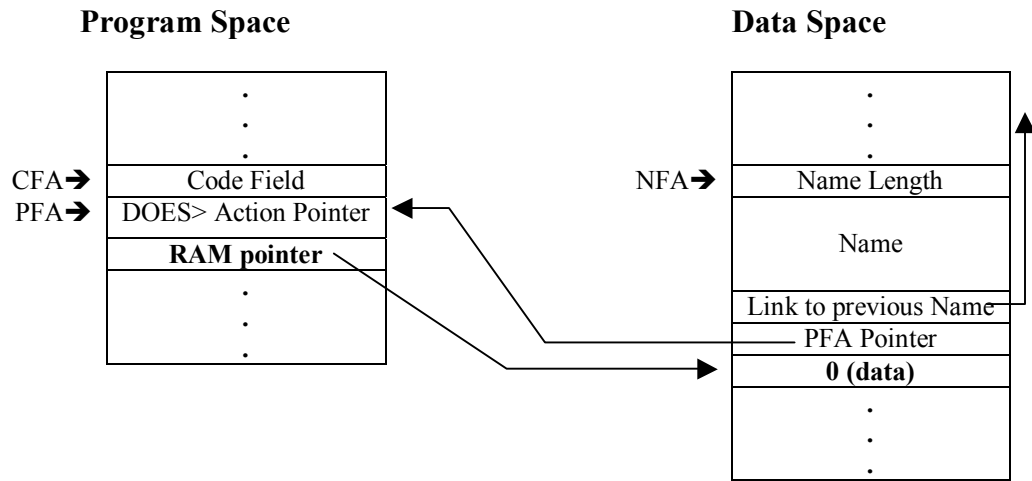 Program Space
Data Space
.
.
.
CFA➔ Code Field
PFA➔ DOES> Action Pointer
RAM pointer
.
.
.
.
.
.
NFA➔ Name Length
Name
Link to previous Name
PFA Pointer
0 (data)
.
.
.